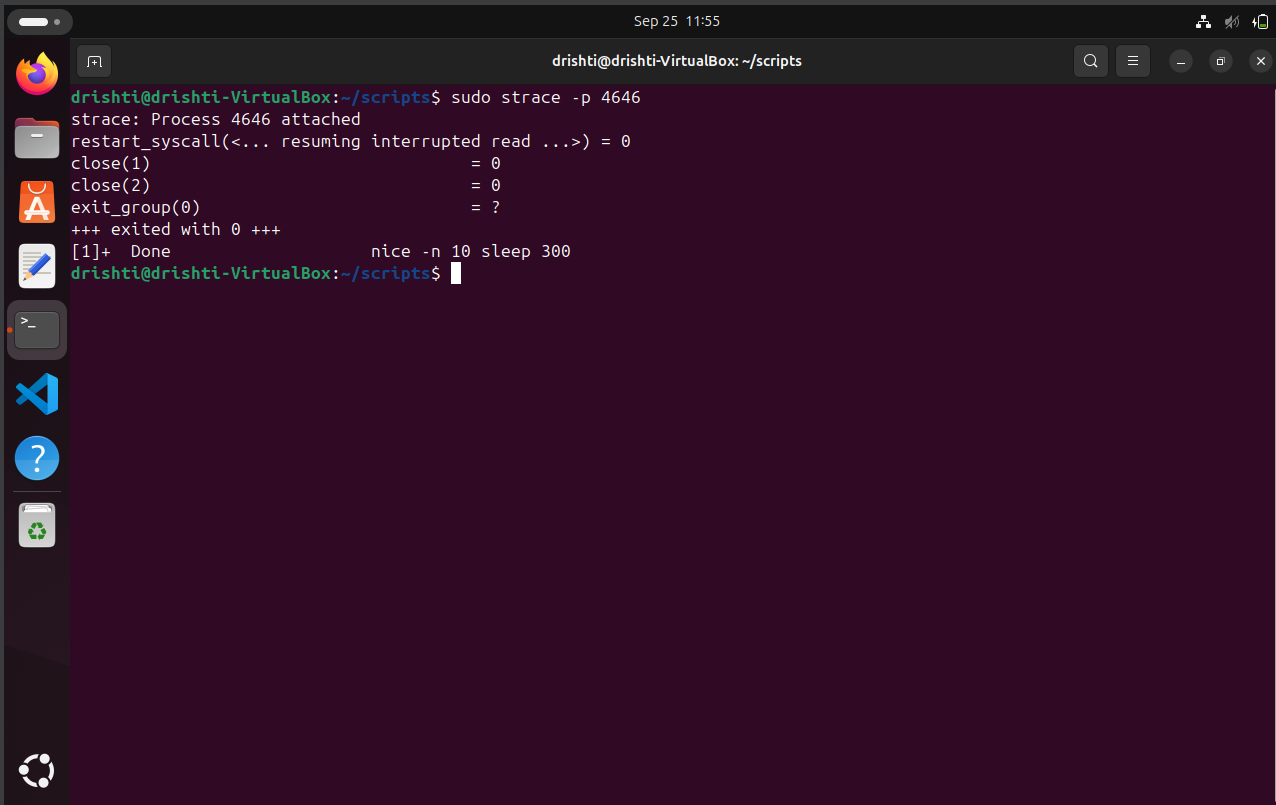 Sep 25 11:55
drishti@drishti-VirtualBox: ~/scripts
drishti@drishti-VirtualBox:~/scripts$ sudo strace -p 4646
strace: Process 4646 attached
restart_syscall(<... resuming interrupted read ...>) = 0
close(1)                                = 0
close(2)                                = 0
exit_group(0)                           = ?
+++ exited with 0 +++
[1]+  Done                    nice -n 10 sleep 300
drishti@drishti-VirtualBox:~/scripts$